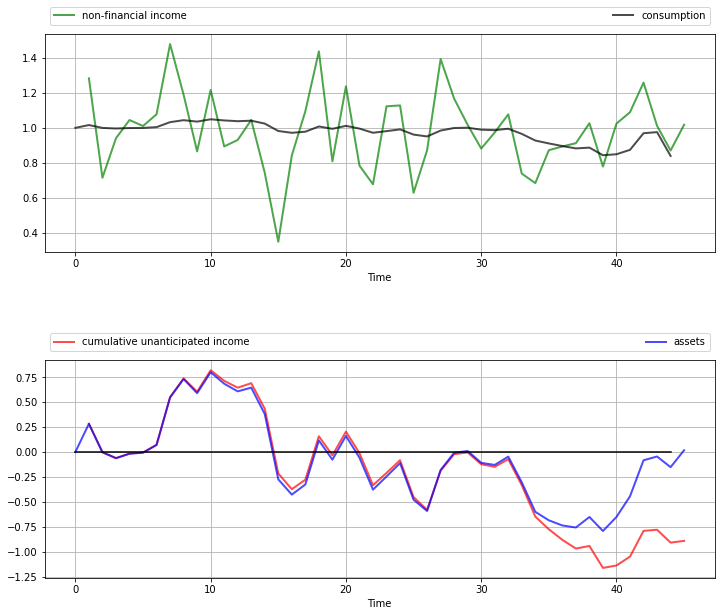 non-financial income consumption
1.4
1.2
1.0
0.8
0.6
0.4
0 10 20 30 40
Time
cumulative unanticipated income assets
0.75
0.50
0.25
0.00
−0.25
−0.50
−0.75
−1.00
−1.25
0 10 20 30 40
Time